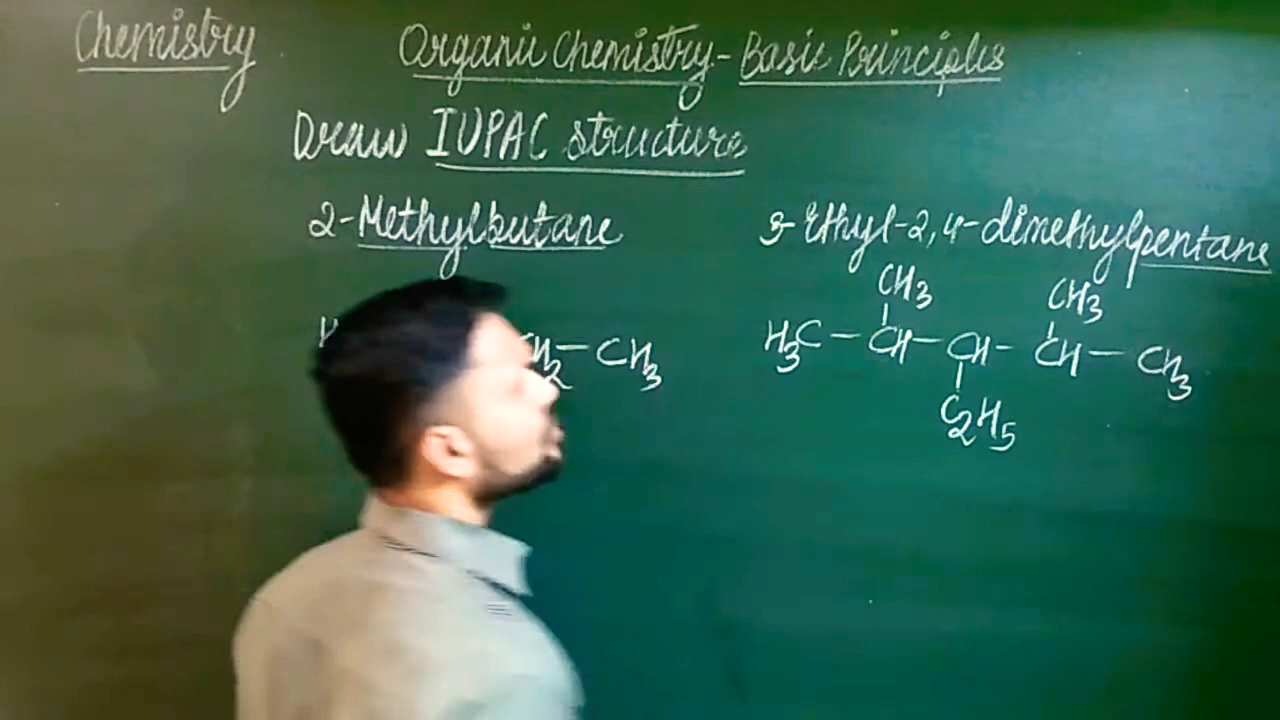 Chemistry
Organic Chemistry - Basic Principles
Draw IUPAC structure
2-Methylbutane
3-Ethyl-2,4-dimethylpentane
CH3 CH3
H3C - CH - CH - CH - CH3
C2H5
H2 - CH3